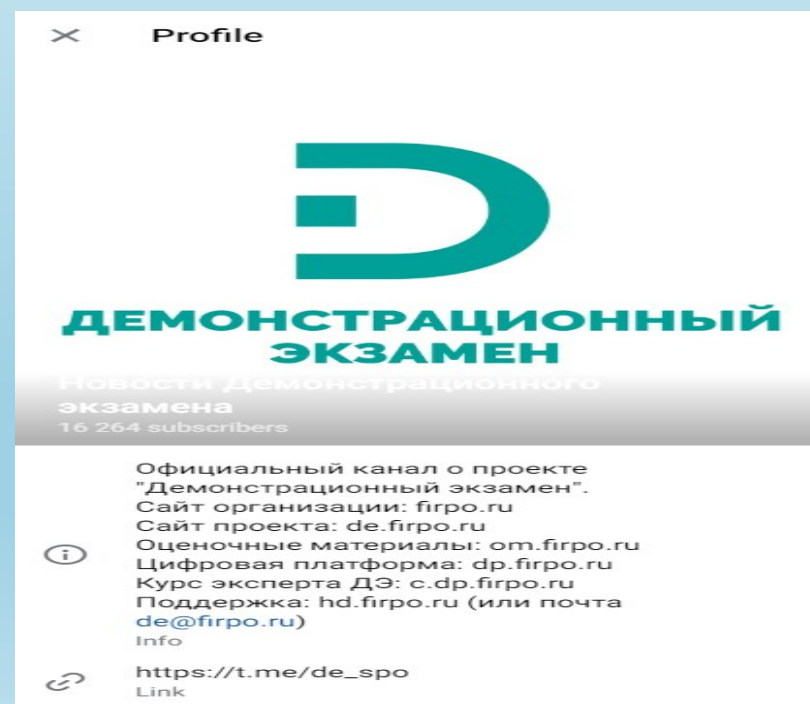 Profile
ДЕМОНСТРАЦИОННЫЙ
ЭКЗАМЕН
Новости Демонстрационного
экзамена
16 264 subscribers
Официальный канал о проекте
"Демонстрационный экзамен".
Сайт организации: firpo.ru
Сайт проекта: de.firpo.ru
Оценочные материалы: om.firpo.ru
Цифровая платформа: dp.firpo.ru
Курс эксперта ДЭ: c.dp.firpo.ru
Поддержка: hd.firpo.ru (или почта
de@firpo.ru)
Info
https://t.me/de_spo
Link